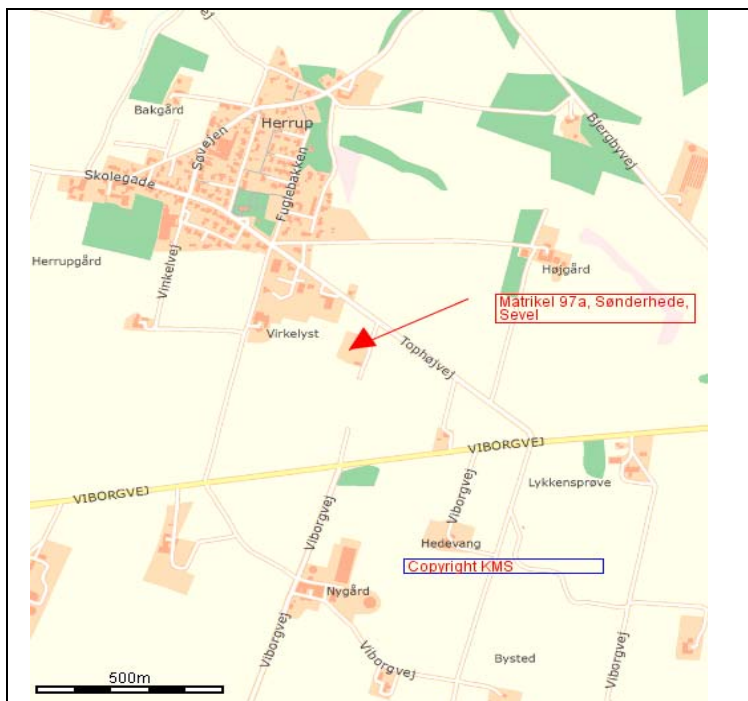 Bakgård
Herrup
Søvejen
Fuglebakken
Skolegade
Bjergbyvej
Herrupgård
Vinkelvej
Højgård
Matrikel 97a, Sønderhede,
Sevel
Virkelyst
Tophøjvej
VIBORGVEJ
VIBORGVEJ
Lykkensprøve
Viborgvej
Viborgvej
Hedevang
Copyright KMS
Nygård
Viborgvej
Viborgvej
Viborgvej
Bysted
500m